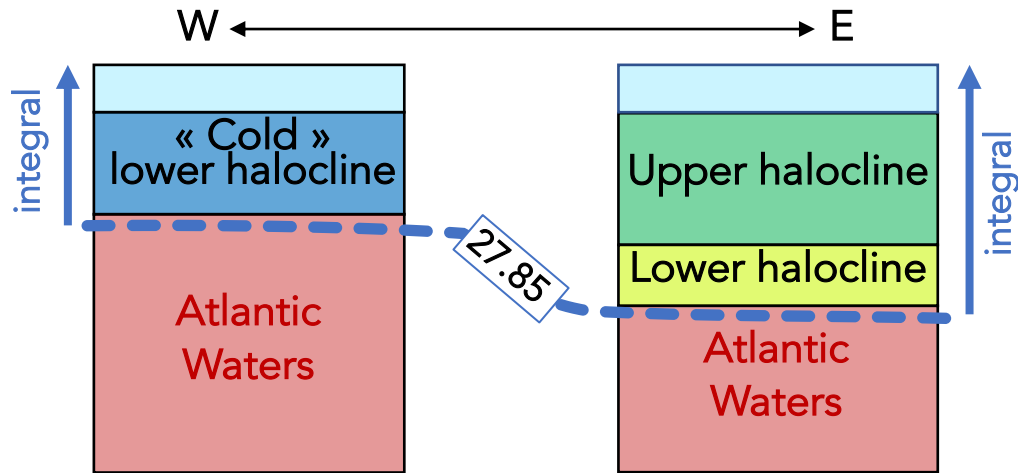 W
E
integral
« Cold »
lower halocline
Atlantic
Waters
27.85
Upper halocline
Lower halocline
Atlantic
Waters
integral